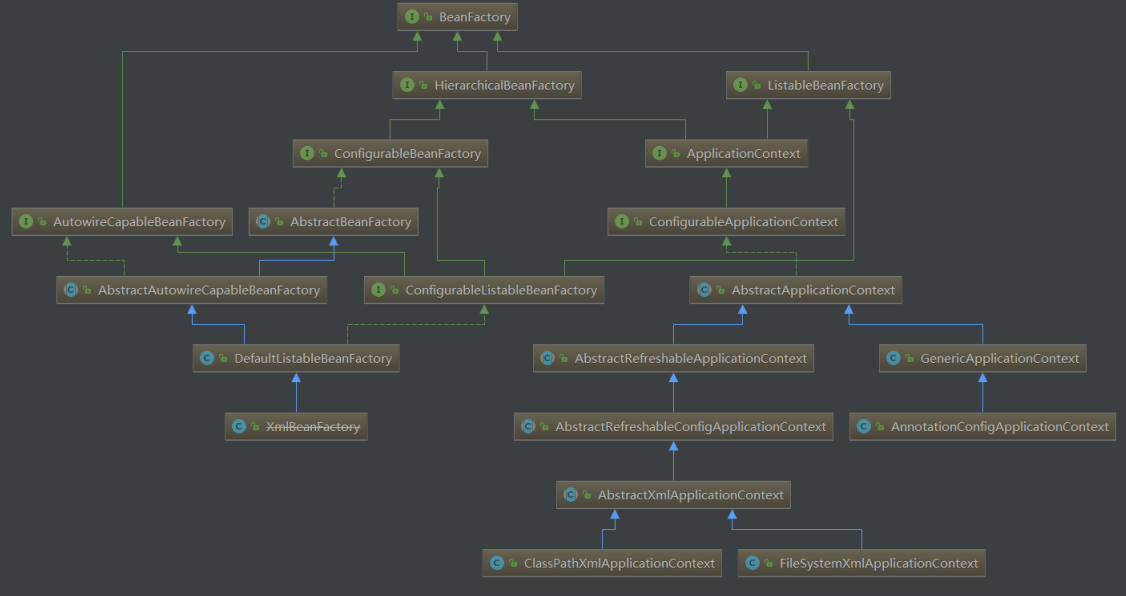 BeanFactory
HierarchicalBeanFactory
ListableBeanFactory
ConfigurableBeanFactory
ApplicationContext
AutowireCapableBeanFactory
AbstractBeanFactory
ConfigurableApplicationContext
AbstractAutowireCapableBeanFactory
ConfigurableListableBeanFactory
AbstractApplicationContext
DefaultListableBeanFactory
AbstractRefreshableApplicationContext
GenericApplicationContext
XmlBeanFactory
AbstractRefreshableConfigApplicationContext
AnnotationConfigApplicationContext
AbstractXmlApplicationContext
ClassPathXmlApplicationContext
FileSystemXmlApplicationContext